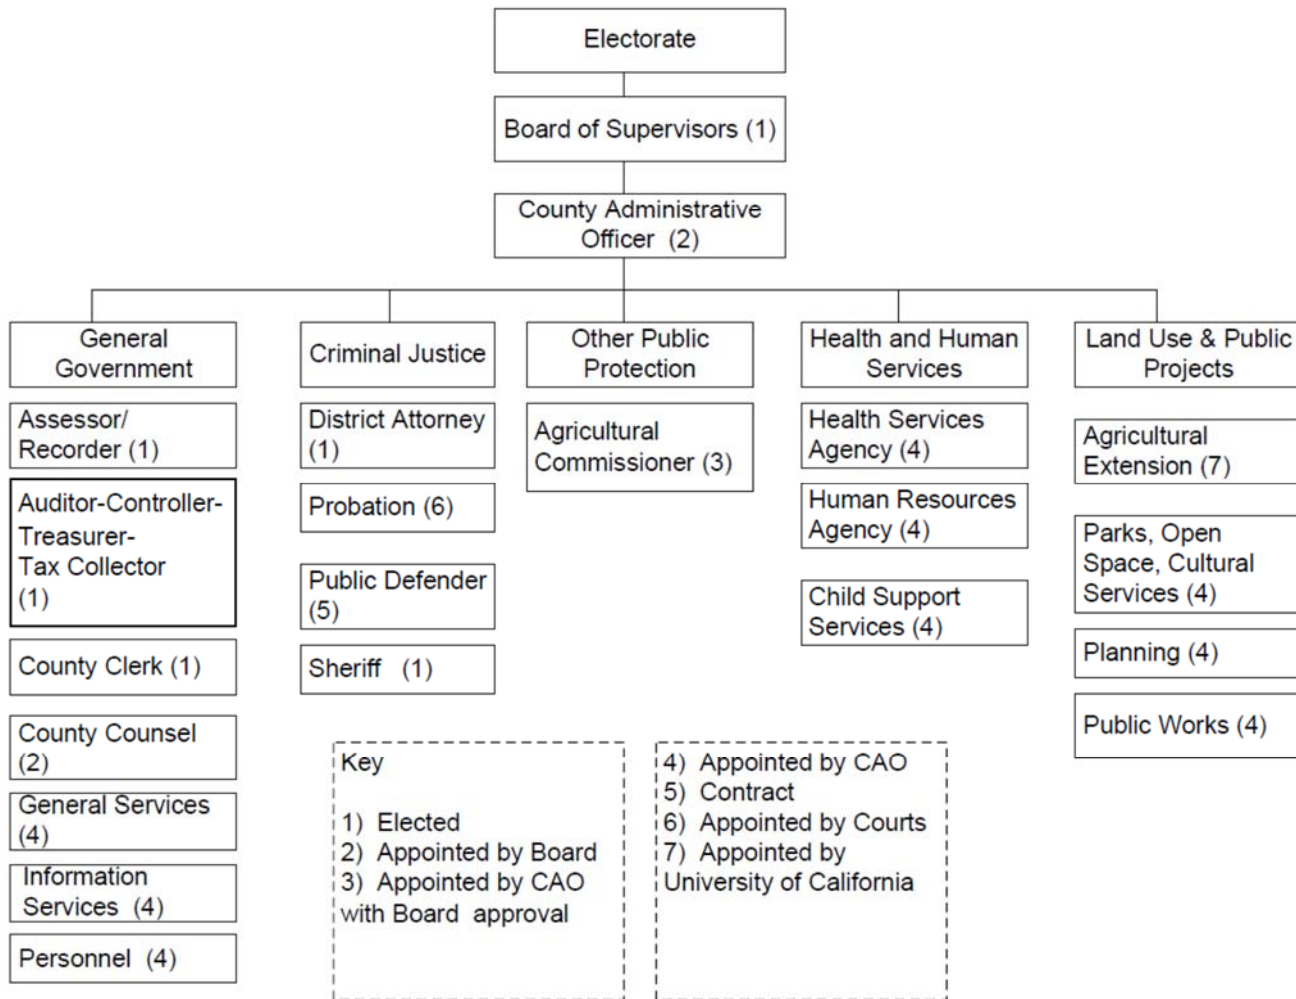 Electorate
Board of Supervisors (1)
County Administrative
Officer (2)
General
Government
Assessor/
Recorder (1)
Auditor-Controller-
Treasurer-
Tax Collector
(1)
County Clerk (1)
County Counsel
(2)
General Services
(4)
Information
Services (4)
Personnel (4)
Criminal Justice
District Attorney
(1)
Probation (6)
Public Defender
(5)
Sheriff (1)
Other Public
Protection
Agricultural
Commissioner (3)
Health and Human
Services
Health Services
Agency (4)
Human Resources
Agency (4)
Child Support
Services (4)
Land Use & Public
Projects
Agricultural
Extension (7)
Parks, Open
Space, Cultural
Services (4)
Planning (4)
Public Works (4)
Key
1) Elected
2) Appointed by Board
3) Appointed by CAO
with Board approval
4) Appointed by CAO
5) Contract
6) Appointed by Courts
7) Appointed by
University of California